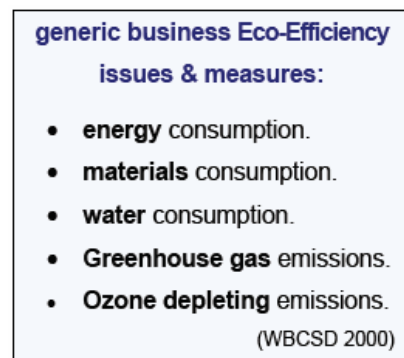 generic business Eco-Efficiency
issues & measures:
• energy consumption.
• materials consumption.
• water consumption.
• Greenhouse gas emissions.
• Ozone depleting emissions.
(WBCSD 2000)